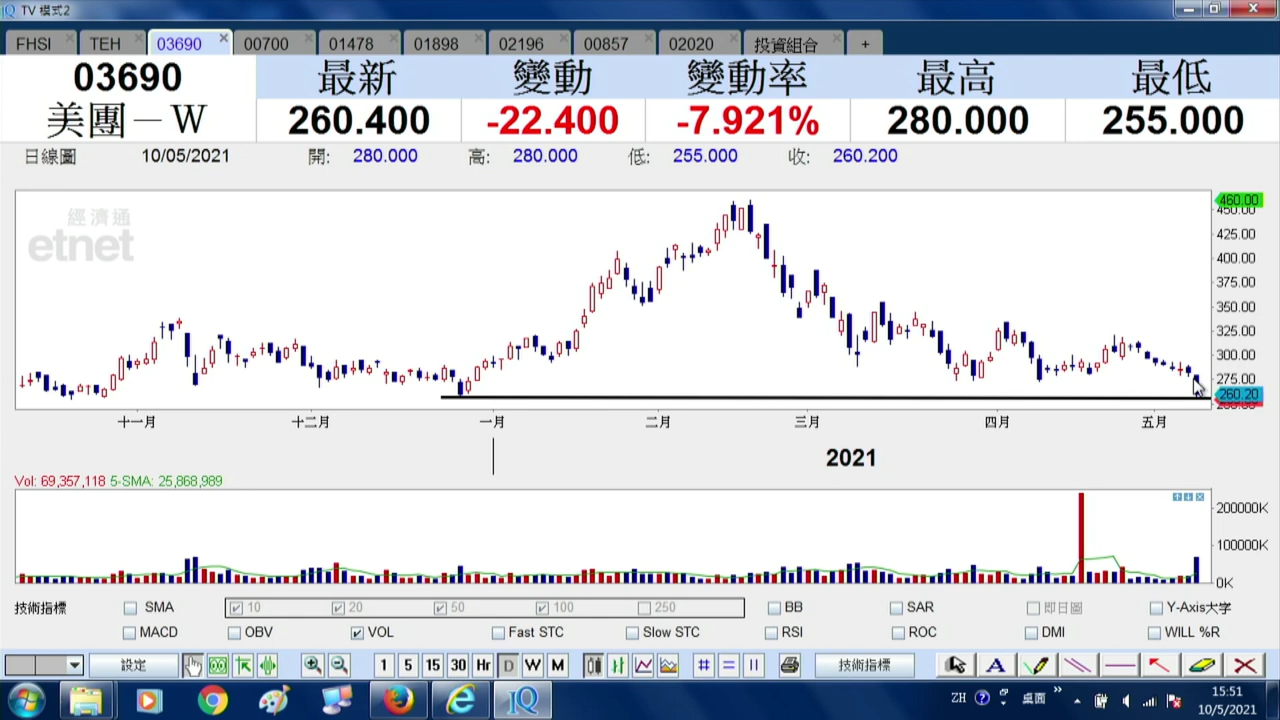 TV 模式2
FHSI TEH 03690 00700 01478 01898 02196 00857 02020 投資組合 +
03690 最新 變動 變動率 最高 最低
美團－W 260.400 -22.400 -7.921% 280.000 255.000
日線圖 10/05/2021 開: 280.000 高: 280.000 低: 255.000 收: 260.200
經濟通
etnet
460.00
450.00
425.00
400.00
375.00
350.00
325.00
300.00
275.00
260.20
十一月 十二月 一月 二月 三月 四月 五月
2021
Vol: 69,357,118 5-SMA: 25,868,989
200000K
100000K
0K
技術指標 SMA 10 20 50 100 250 BB SAR 即日圖 Y-Axis大字
MACD OBV VOL Fast STC Slow STC RSI ROC DMI WILL %R
設定 1 5 15 30 Hr D W M 技術指標 A
ZH 桌面 15:51
10/5/2021